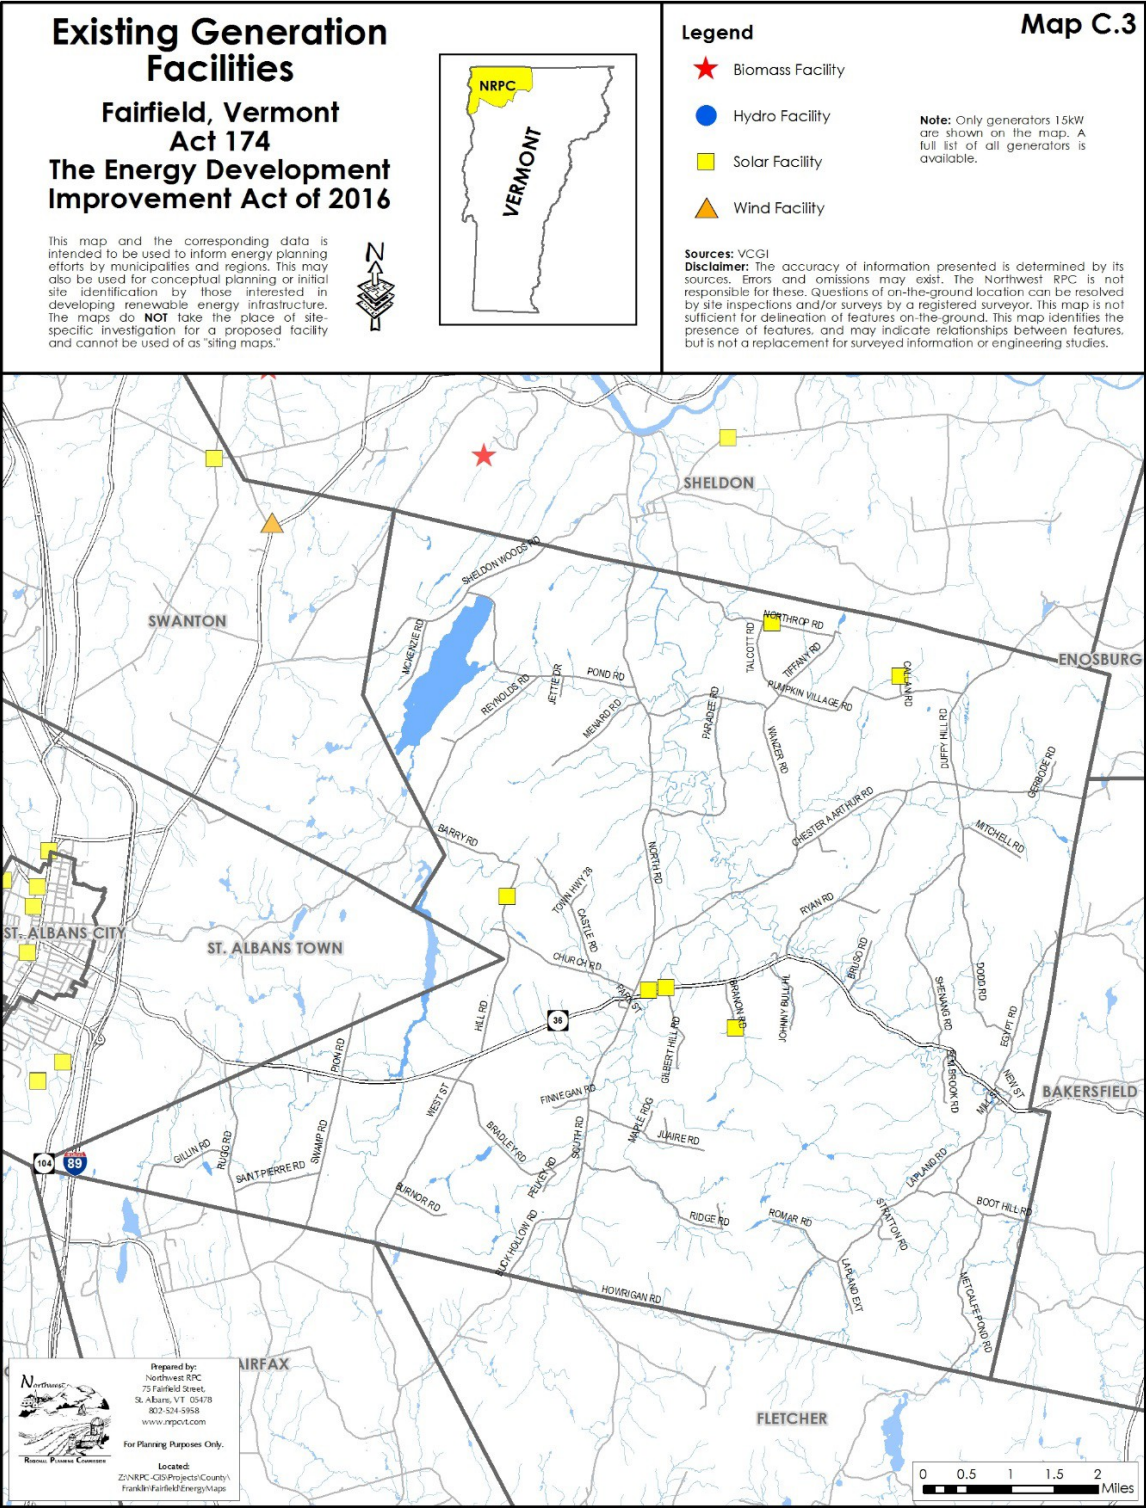 Existing Generation
Facilities
Fairfield, Vermont
Act 174
The Energy Development
Improvement Act of 2016
This map and the corresponding data is
intended to be used to inform energy planning
efforts by municipalities and regions. This may
also be used for conceptual planning or initial
site identification by those interested in
developing renewable energy infrastructure.
The maps do NOT take the place of site-
specific investigation for a proposed facility
and cannot be used of as "siting maps."
N
NRPC
VERMONT
Legend
Biomass Facility
Hydro Facility
Solar Facility
Wind Facility
Map C.3
Note: Only generators 15kW
are shown on the map. A
full list of all generators is
available.
Sources: VCGI
Disclaimer: The accuracy of information presented is determined by its
sources. Errors and omissions may exist. The Northwest RPC is not
responsible for these. Questions of on-the-ground location can be resolved
by site inspections and/or surveys by a registered surveyor. This map is not
sufficient for delineation of features on-the-ground. This map identifies the
presence of features, and may indicate relationships between features,
but is not a replacement for surveyed information or engineering studies.
SHELDON
SHELDON WOODS RD
SWANTON
MCKENZIE RD
NORTHROP RD
TALCOTT RD
TIFFANY RD
ENOSBURG
REYNOLDS RD
JETTIE DR
POND RD
MENARD RD
PARADEE RD
PUMPKIN VILLAGE RD
CALLAN RD
WANZER RD
DUFFY HILL RD
GERBODE RD
CHESTER A ARTHUR RD
MITCHELL RD
BARRY RD
NORTH RD
TOWN HWY 28
CASTLE RD
RYAN RD
ST. ALBANS CITY
ST. ALBANS TOWN
CHURCH RD
BRUSO RD
DODD RD
SHENANG RD
PARK ST
BRANON RD
JOHNNY BULL HL
HILL RD
36
GILBERT HILL RD
EGYPT RD
PION RD
ELM BROOK RD
NEW ST
MILL ST
BAKERSFIELD
WEST ST
FINNEGAN RD
MAPLE RDG
JUAIRE RD
BRADLEY RD
SOUTH RD
GILLIN RD
RUGG RD
SWAMP RD
SAINT PIERRE RD
104
89
PELKEY RD
LAPLAND RD
BURNOR RD
BOOT HILL RD
STRATTON RD
RIDGE RD
ROMAR RD
BUCK HOLLOW RD
LAPLAND EXT
METCALFE POND RD
HOWRIGAN RD
AIRFAX
FLETCHER
Northwest
REGIONAL PLANNING COMMISSION
Prepared by:
Northwest RPC
75 Fairfield Street,
St. Albans, VT 05478
802-524-5958
www.nrpcvt.com
For Planning Purposes Only.
Located:
Z:\NRPC-GIS\Projects\County\
Franklin\Fairfield\EnergyMaps
0 0.5 1 1.5 2
Miles